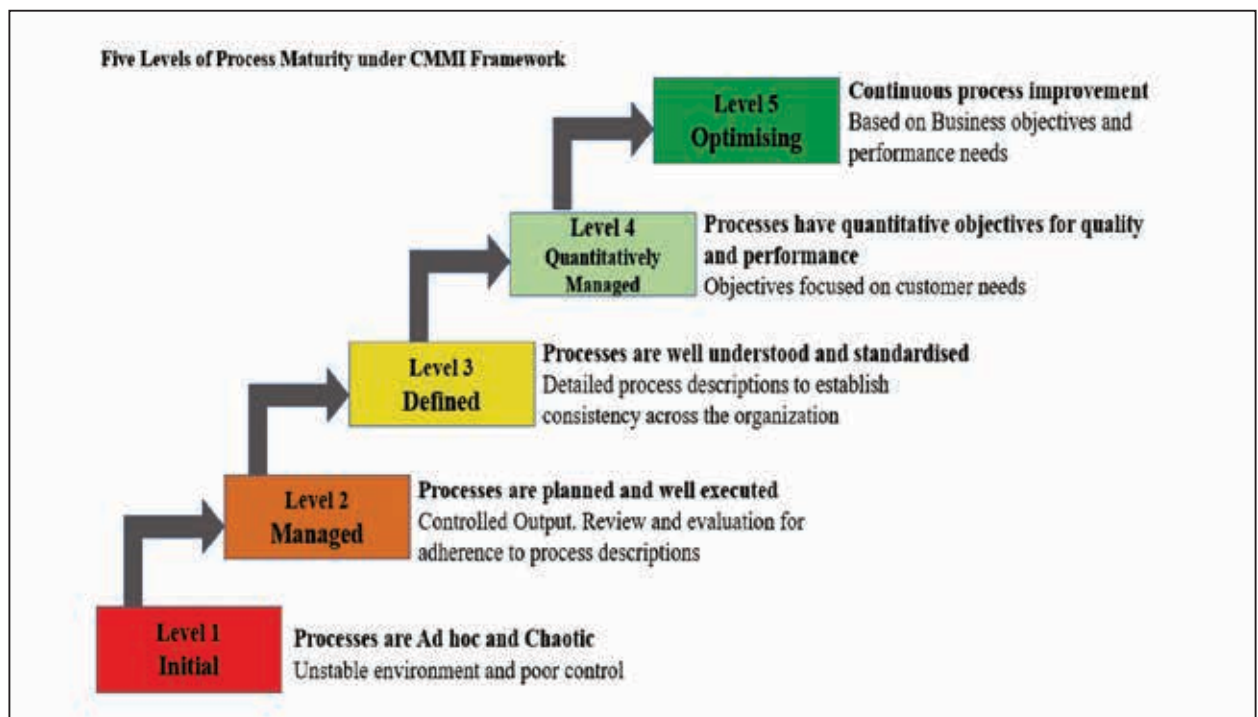 Five Levels of Process Maturity under CMMI Framework
Level 5
Optimising
Continuous process improvement
Based on Business objectives and
performance needs
Level 4
Quantitatively
Managed
Processes have quantitative objectives for quality
and performance
Objectives focused on customer needs
Level 3
Defined
Processes are well understood and standardised
Detailed process descriptions to establish
consistency across the organization
Level 2
Managed
Processes are planned and well executed
Controlled Output. Review and evaluation for
adherence to process descriptions
Level 1
Initial
Processes are Ad hoc and Chaotic
Unstable environment and poor control